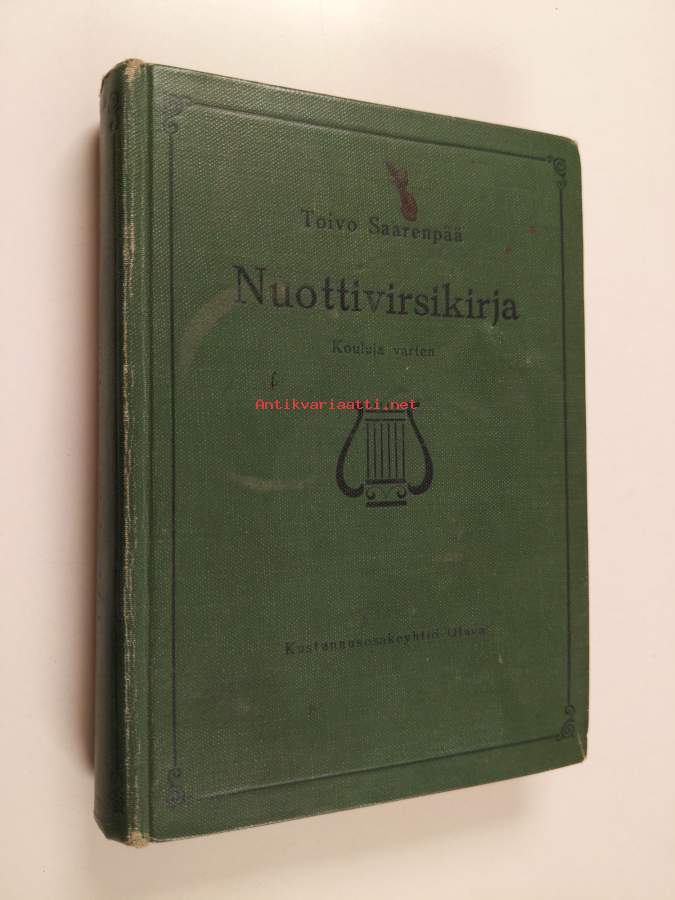 Toivo Saarenpää
Nuottivirsikirja
Kouluja varten
Antikvariaatti.net
Kustannusosakeyhtiö Otava